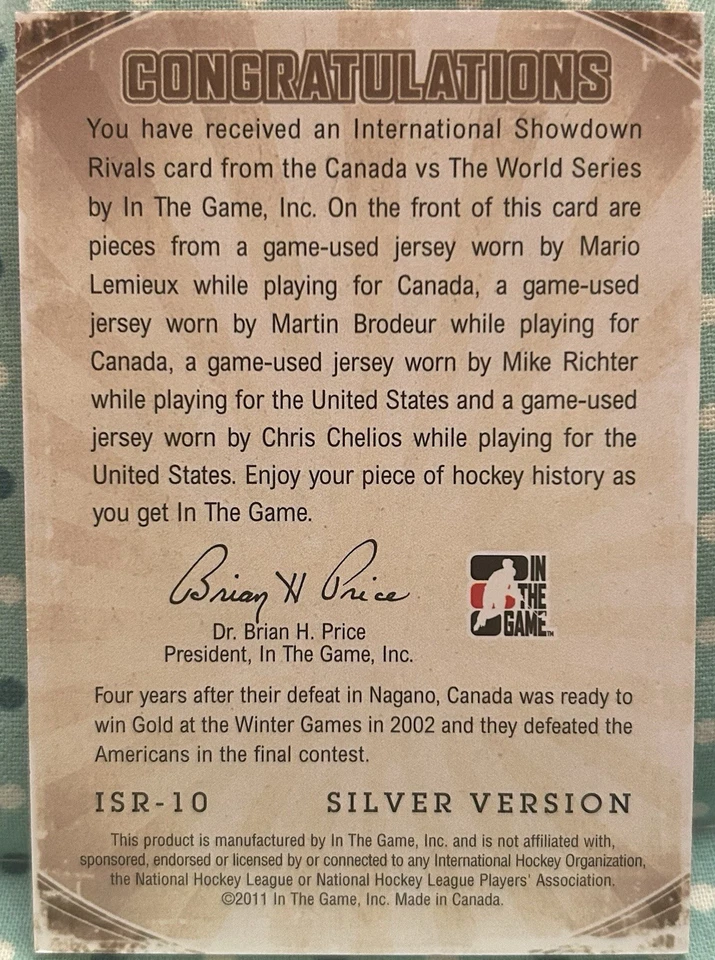 CONGRATULATIONS
You have received an International Showdown
Rivals card from the Canada vs The World Series
by In The Game, Inc. On the front of this card are
pieces from a game-used jersey worn by Mario
Lemieux while playing for Canada, a game-used
jersey worn by Martin Brodeur while playing for
Canada, a game-used jersey worn by Mike Richter
while playing for the United States and a game-used
jersey worn by Chris Chelios while playing for the
United States. Enjoy your piece of hockey history as
you get In The Game.
Brian H Price
IN
THE
GAME™
Dr. Brian H. Price
President, In The Game, Inc.
Four years after their defeat in Nagano, Canada was ready to
win Gold at the Winter Games in 2002 and they defeated the
Americans in the final contest.
ISR-10 SILVER VERSION
This product is manufactured by In The Game, Inc. and is not affiliated with,
sponsored, endorsed or licensed by or connected to any International Hockey Organization,
the National Hockey League or National Hockey League Players' Association.
©2011 In The Game, Inc. Made in Canada.